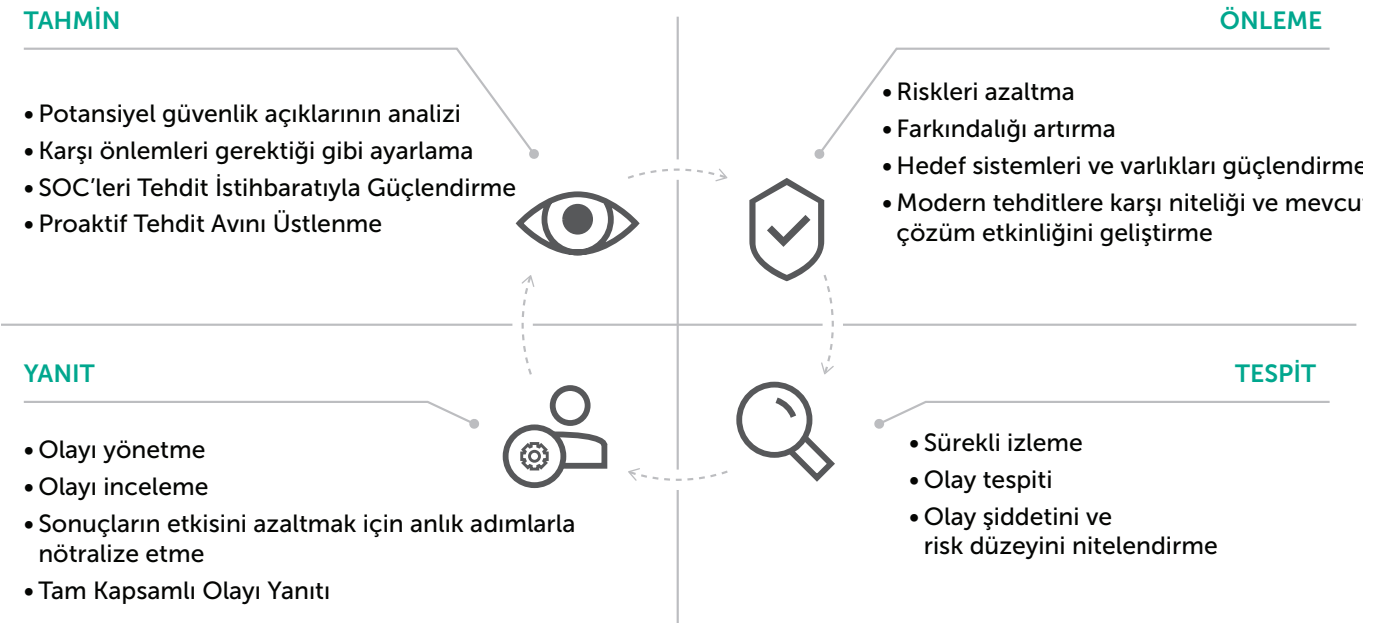 TAHMİN
• Potansiyel güvenlik açıklarının analizi
• Karşı önlemleri gerektiği gibi ayarlama
• SOC’leri Tehdit İstihbaratıyla Güçlendirme
• Proaktif Tehdit Avını Üstlenme
ÖNLEME
• Riskleri azaltma
• Farkındalığı artırma
• Hedef sistemleri ve varlıkları güçlendirme
• Modern tehditlere karşı niteliği ve
çözüm etkinliğini geliştirme
YANIT
• Olayı yönetme
• Olayı inceleme
• Sonuçların etkisini azaltmak için anlık adımlarla
nötralize etme
• Tam Kapsamlı Olayı Yanıtı
TESPİT
• Sürekli izleme
• Olay tespiti
• Olay şiddetini ve
risk düzeyini nitelendirme